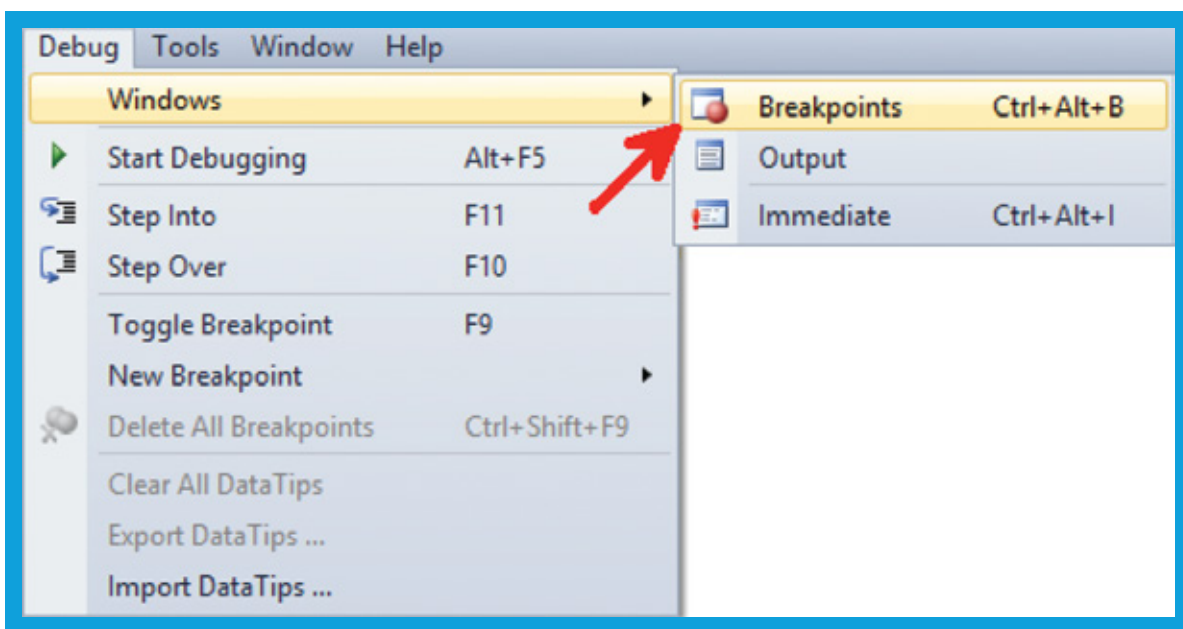 Debug Tools Window Help
Windows
Breakpoints Ctrl+Alt+B
Start Debugging Alt+F5
Output
Step Into F11
Immediate Ctrl+Alt+I
Step Over F10
Toggle Breakpoint F9
New Breakpoint
Delete All Breakpoints Ctrl+Shift+F9
Clear All DataTips
Export DataTips ...
Import DataTips ...